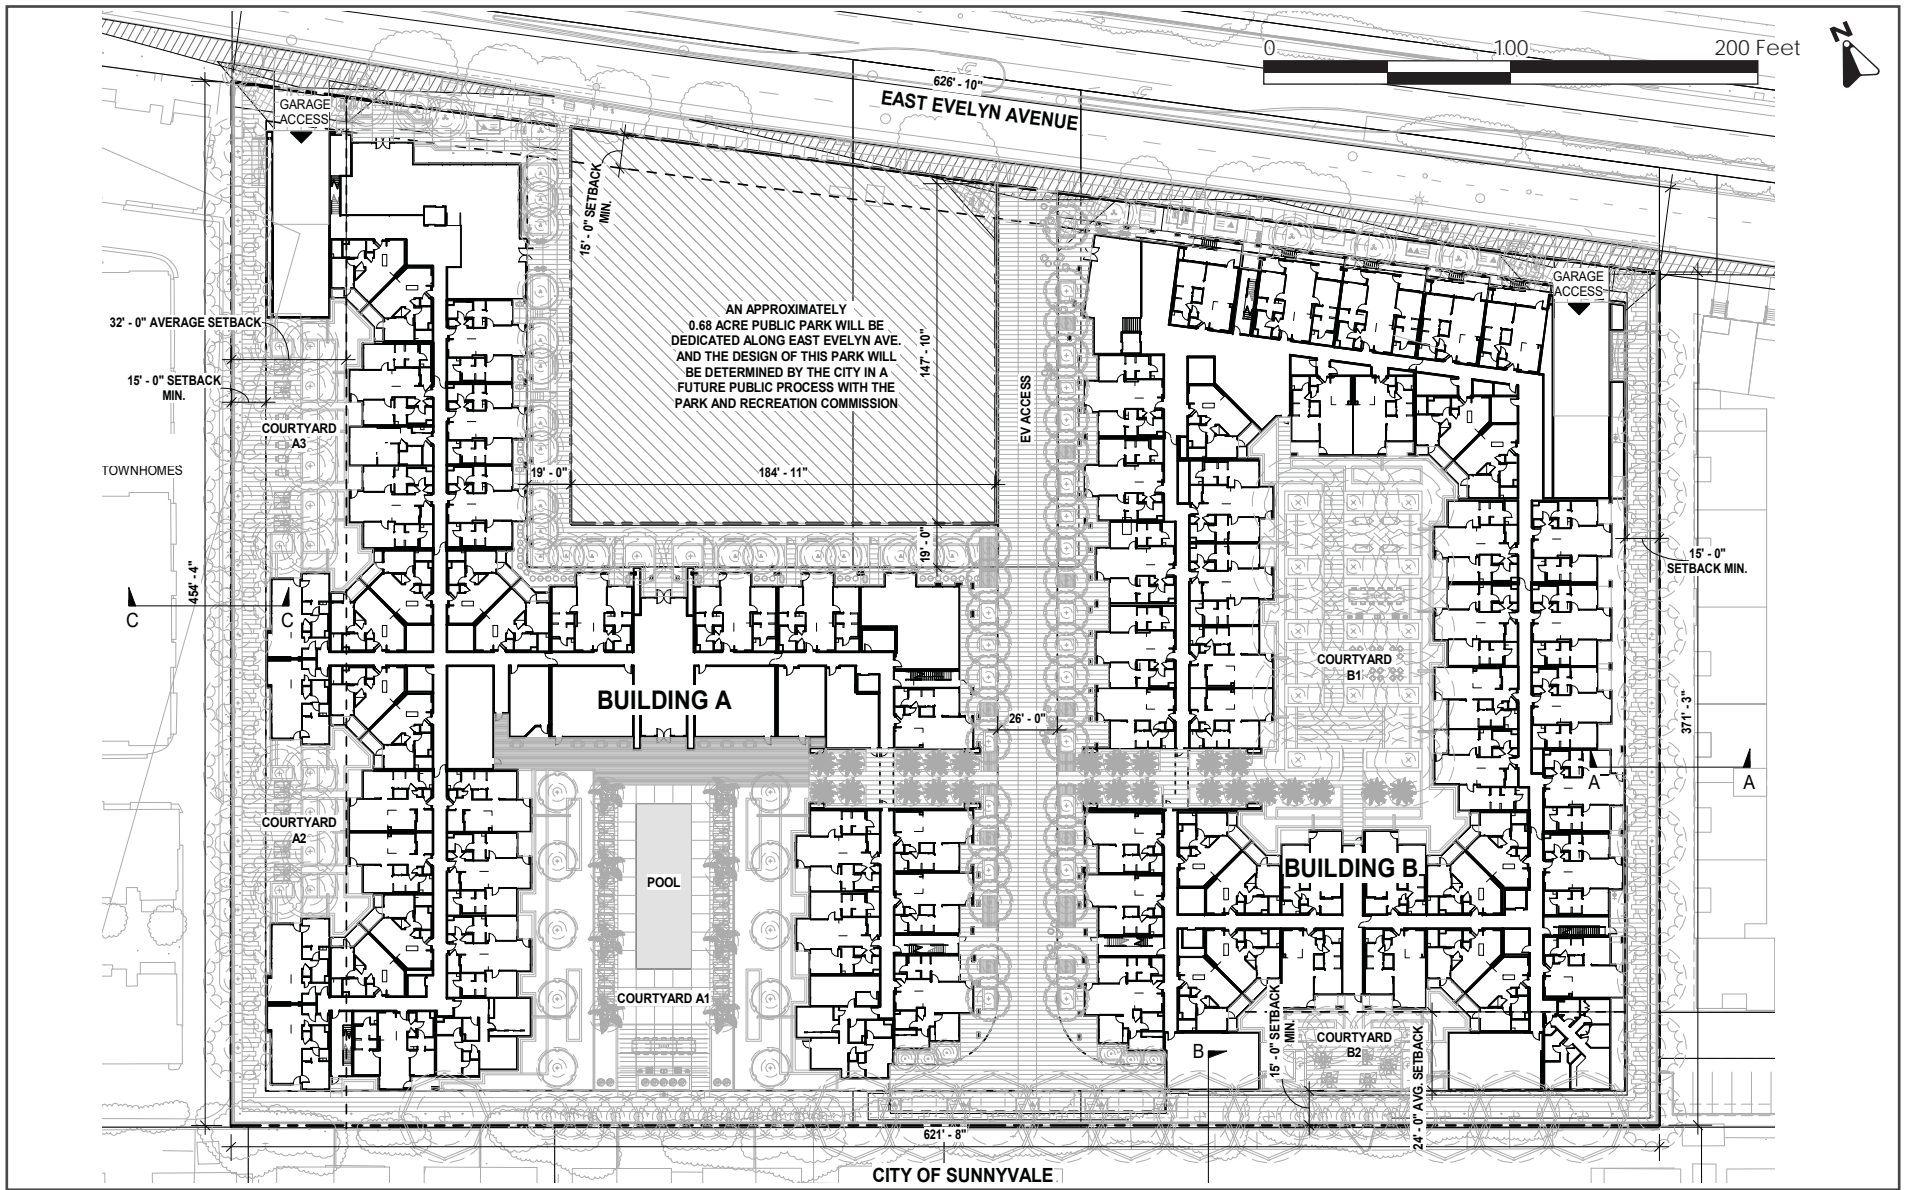 0 100 200 Feet
N
626' - 10"
EAST EVELYN AVENUE
GARAGE
ACCESS
15' - 0" SETBACK
MIN.
GARAGE
ACCESS
AN APPROXIMATELY
0.68 ACRE PUBLIC PARK WILL BE
DEDICATED ALONG EAST EVELYN AVE.
AND THE DESIGN OF THIS PARK WILL
BE DETERMINED BY THE CITY IN A
FUTURE PUBLIC PROCESS WITH THE
PARK AND RECREATION COMMISSION
147' - 10"
32' - 0" AVERAGE SETBACK
15' - 0" SETBACK
MIN.
EV ACCESS
COURTYARD
A3
TOWNHOMES
19' - 0"
184' - 11"
19' - 0"
15' - 0"
SETBACK MIN.
454' - 4"
C
C
COURTYARD
B1
BUILDING A
26' - 0"
371' - 3"
A
A
COURTYARD
A2
POOL
BUILDING B
COURTYARD A1
15' - 0" SETBACK
MIN.
COURTYARD
B2
B
24' - 0" AVG. SETBACK
621' - 8"
CITY OF SUNNYVALE